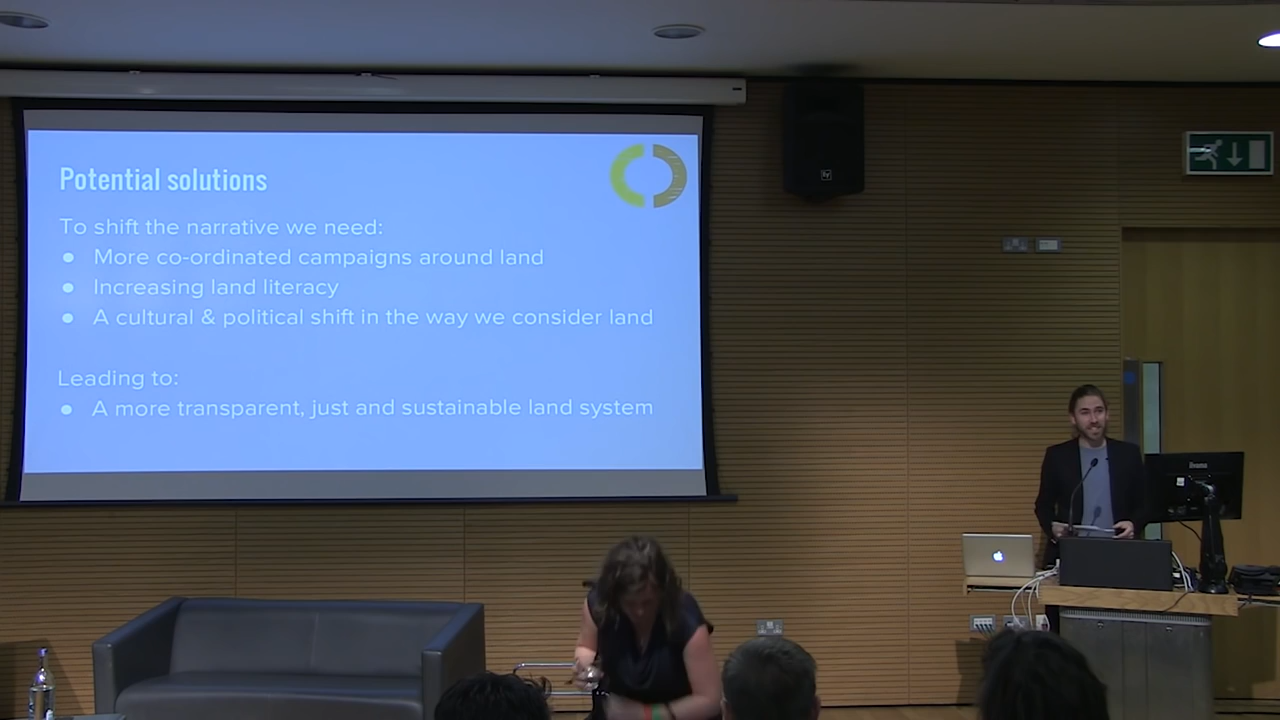 Potential solutions
To shift the narrative we need:
● More co-ordinated campaigns around land
● Increasing land literacy
● A cultural & political shift in the way we consider land
Leading to:
● A more transparent, just and sustainable land system